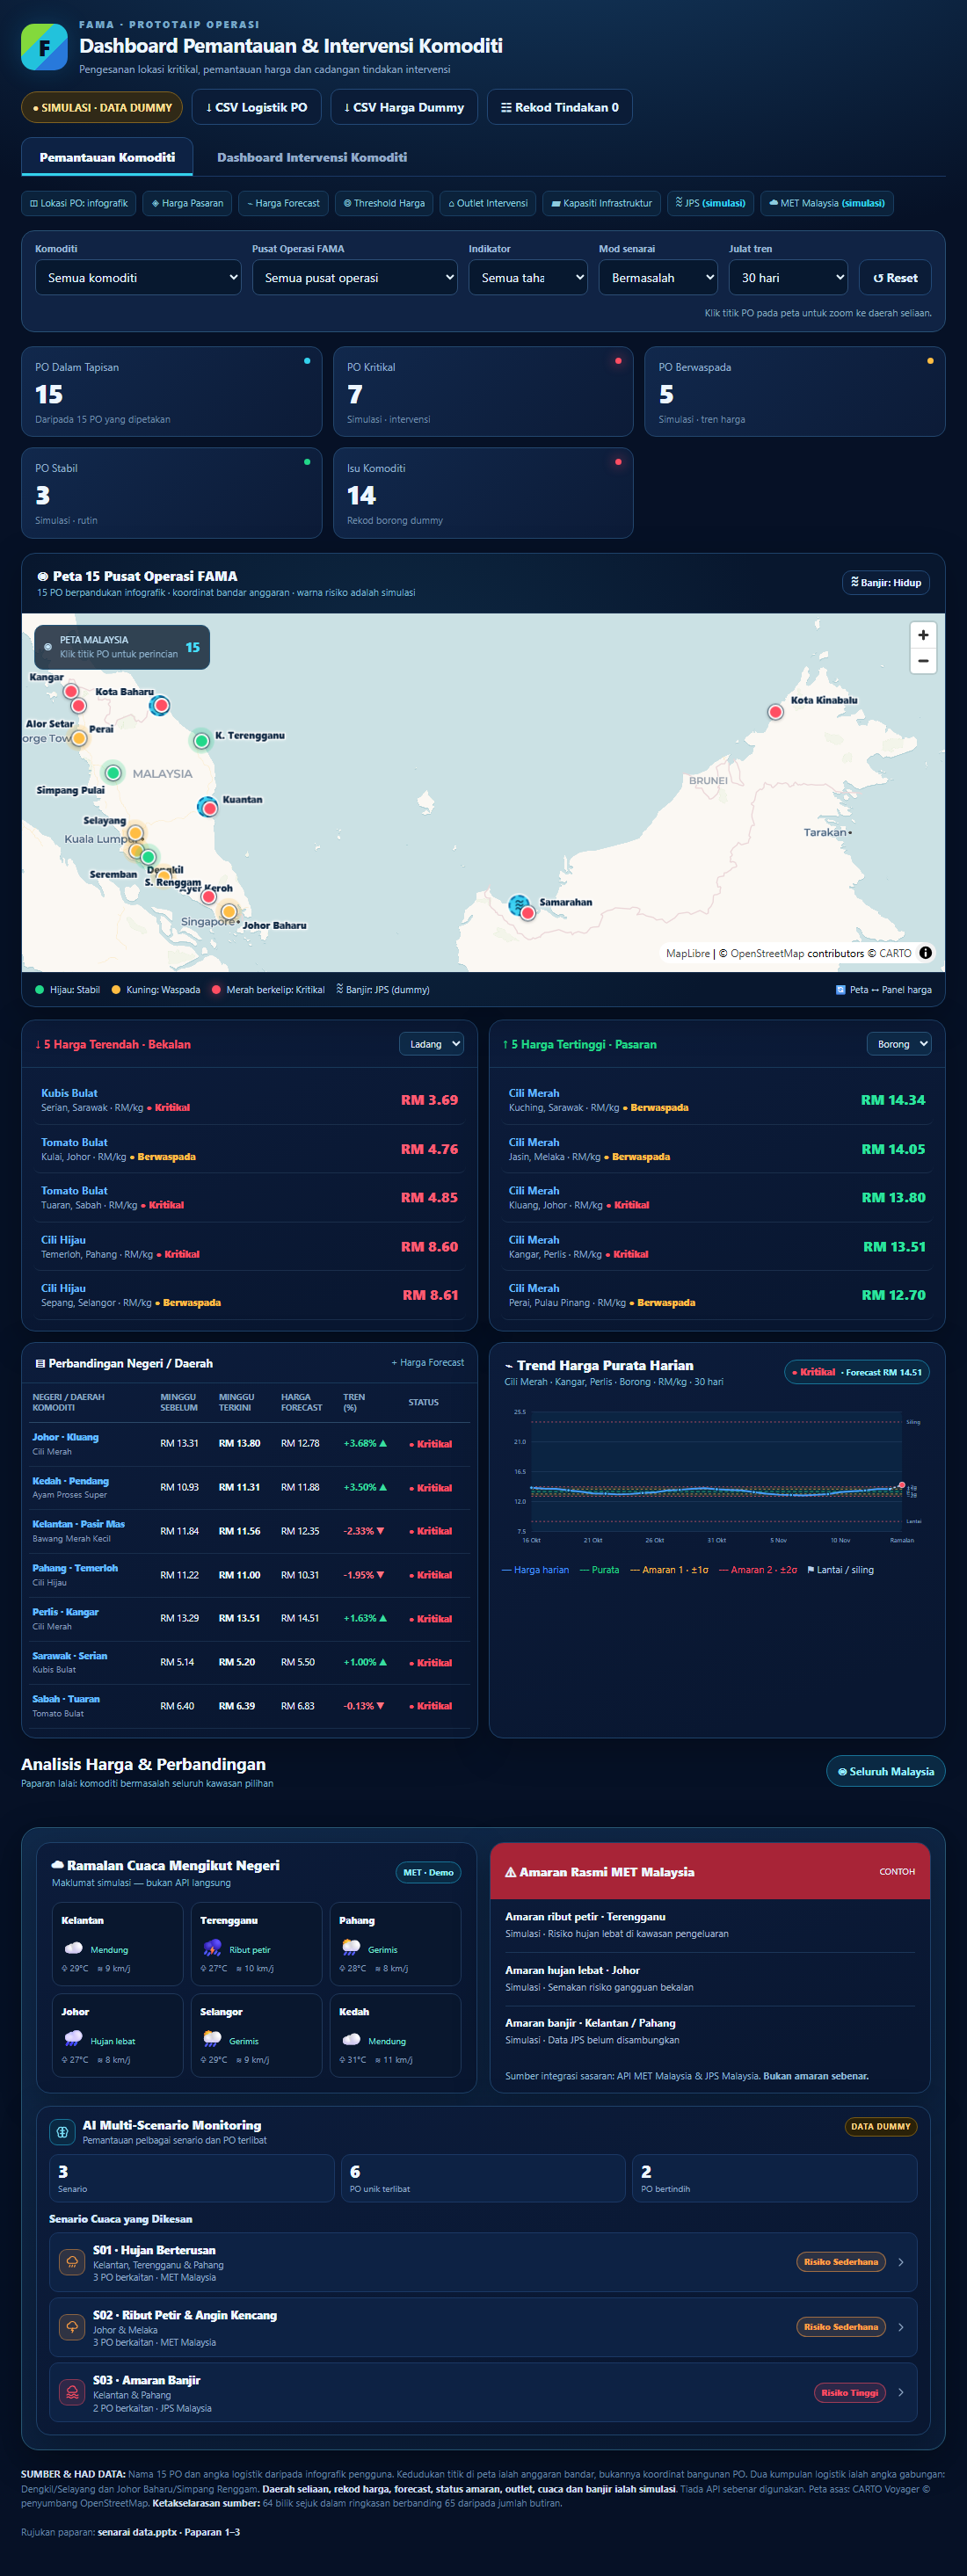 F
FAMA · PROTOTAIP OPERASI
Dashboard Pemantauan & Intervensi Komoditi
Pengesanan lokasi kritikal, pemantauan harga dan cadangan tindakan intervensi
● SIMULASI · DATA DUMMY
↓ CSV Logistik PO
↓ CSV Harga Dummy
☷ Rekod Tindakan 0
Pemantauan Komoditi
Dashboard Intervensi Komoditi
Lokasi PO: infografik
Harga Pasaran
Harga Forecast
Threshold Harga
Outlet Intervensi
Kapasiti Infrastruktur
JPS (simulasi)
MET Malaysia (simulasi)
Komoditi
Pusat Operasi FAMA
Indikator
Mod senarai
Julat tren
Semua komoditi
Semua pusat operasi
Semua taha
Bermasalah
30 hari
↺ Reset
Klik titik PO pada peta untuk zoom ke daerah seliaan.
PO Dalam Tapisan
15
Daripada 15 PO yang dipetakan
PO Kritikal
7
Simulasi · intervensi
PO Berwaspada
5
Simulasi · tren harga
PO Stabil
3
Simulasi · rutin
Isu Komoditi
14
Rekod borong dummy
Peta 15 Pusat Operasi FAMA
15 PO berpandukan infografik · koordinat bandar anggaran · warna risiko adalah simulasi
Banjir: Hidup
PETA MALAYSIA
Klik titik PO untuk perincian
15
+
−
Kangar
Kota Baharu
Kota Kinabalu
Alor Setar
orge Tow
Perai
K. Terengganu
MALAYSIA
BRUNEI
Simpang Pulai
Kuantan
Selayang
Kuala Lumpu
Tarakan
Seremban
Dengkil
S. Renggam
Ayer Keroh
Samarahan
Singapore
Johor Baharu
MapLibre | © OpenStreetMap contributors © CARTO
Hijau: Stabil
Kuning: Waspada
Merah berkelip: Kritikal
Banjir: JPS (dummy)
Peta ↔ Panel harga
↓ 5 Harga Terendah · Bekalan
Ladang
Kubis Bulat
Serian, Sarawak · RM/kg ● Kritikal
RM 3.69
Tomato Bulat
Kulai, Johor · RM/kg ● Berwaspada
RM 4.76
Tomato Bulat
Tuaran, Sabah · RM/kg ● Kritikal
RM 4.85
Cili Hijau
Temerloh, Pahang · RM/kg ● Kritikal
RM 8.60
Cili Hijau
Sepang, Selangor · RM/kg ● Berwaspada
RM 8.61
↑ 5 Harga Tertinggi · Pasaran
Borong
Cili Merah
Kuching, Sarawak · RM/kg ● Berwaspada
RM 14.34
Cili Merah
Jasin, Melaka · RM/kg ● Berwaspada
RM 14.05
Cili Merah
Kluang, Johor · RM/kg ● Kritikal
RM 13.80
Cili Merah
Kangar, Perlis · RM/kg ● Kritikal
RM 13.51
Cili Merah
Perai, Pulau Pinang · RM/kg ● Berwaspada
RM 12.70
Perbandingan Negeri / Daerah
+ Harga Forecast
NEGERI / DAERAH KOMODITI
MINGGU SEBELUM
MINGGU TERKINI
HARGA FORECAST
TREN (%)
STATUS
Johor · Kluang
Cili Merah
RM 13.31 RM 13.80 RM 12.78 +3.68% ▲ ● Kritikal
Kedah · Pendang
Ayam Proses Super
RM 10.93 RM 11.31 RM 11.88 +3.50% ▲ ● Kritikal
Kelantan · Pasir Mas
Bawang Merah Kecil
RM 11.84 RM 11.56 RM 12.35 -2.33% ▼ ● Kritikal
Pahang · Temerloh
Cili Hijau
RM 11.22 RM 11.00 RM 10.31 -1.95% ▼ ● Kritikal
Perlis · Kangar
Cili Merah
RM 13.29 RM 13.51 RM 14.51 +1.63% ▲ ● Kritikal
Sarawak · Serian
Kubis Bulat
RM 5.14 RM 5.20 RM 5.50 +1.00% ▲ ● Kritikal
Sabah · Tuaran
Tomato Bulat
RM 6.40 RM 6.39 RM 6.83 -0.13% ▼ ● Kritikal
Trend Harga Purata Harian
Cili Merah · Kangar, Perlis · Borong · RM/kg · 30 hari
● Kritikal · Forecast RM 14.51
25.5
21.0
16.5
12.0
7.5
Siling
Lantai
16 Okt
21 Okt
26 Okt
31 Okt
5 Nov
10 Nov
Ramalan
— Harga harian
— Purata
--- Amaran 1 · ±1σ
--- Amaran 2 · ±2σ
Lantai / siling
Analisis Harga & Perbandingan
Paparan lalai: komoditi bermasalah seluruh kawasan pilihan
Seluruh Malaysia
Ramalan Cuaca Mengikut Negeri
Maklumat simulasi — bukan API langsung
MET · Demo
Kelantan
Mendung
29°C ≈ 9 km/j
Terengganu
Ribut petir
27°C ≈ 10 km/j
Pahang
Gerimis
28°C ≈ 8 km/j
Johor
Hujan lebat
27°C ≈ 8 km/j
Selangor
Gerimis
29°C ≈ 9 km/j
Kedah
Mendung
31°C ≈ 11 km/j
⚠ Amaran Rasmi MET Malaysia
CONTOH
Amaran ribut petir · Terengganu
Simulasi · Risiko hujan lebat di kawasan pengeluaran
Amaran hujan lebat · Johor
Simulasi · Semakan risiko gangguan bekalan
Amaran banjir · Kelantan / Pahang
Simulasi · Data JPS belum disambungkan
Sumber integrasi sasaran: API MET Malaysia & JPS Malaysia. Bukan amaran sebenar.
AI Multi-Scenario Monitoring
Pemantauan pelbagai senario dan PO terlibat
DATA DUMMY
3
Senario
6
PO unik terlibat
2
PO bertindih
Senario Cuaca yang Dikesan
S01 · Hujan Berterusan
Kelantan, Terengganu & Pahang
3 PO berkaitan · MET Malaysia
Risiko Sederhana
S02 · Ribut Petir & Angin Kencang
Johor & Melaka
3 PO berkaitan · MET Malaysia
Risiko Sederhana
S03 · Amaran Banjir
Kelantan & Pahang
2 PO berkaitan · JPS Malaysia
Risiko Tinggi
SUMBER & HAD DATA: Nama 15 PO dan angka logistik daripada infografik pengguna. Kedudukan titik di peta ialah anggaran bandar, bukannya koordinat bangunan PO. Dua kumpulan logistik ialah angka gabungan:
Dengkil/Selayang dan Johor Baharu/Simpang Renggam. Daerah seliaan, rekod harga, forecast, status amaran, outlet, cuaca dan banjir ialah simulasi. Tiada API sebenar digunakan. Peta asas: CARTO Voyager ©
penyumbang OpenStreetMap. Ketakselarasan sumber: 64 bilik sejuk dalam ringkasan berbanding 65 daripada jumlah butiran.
Rujukan paparan: senarai data.pptx · Paparan 1–3